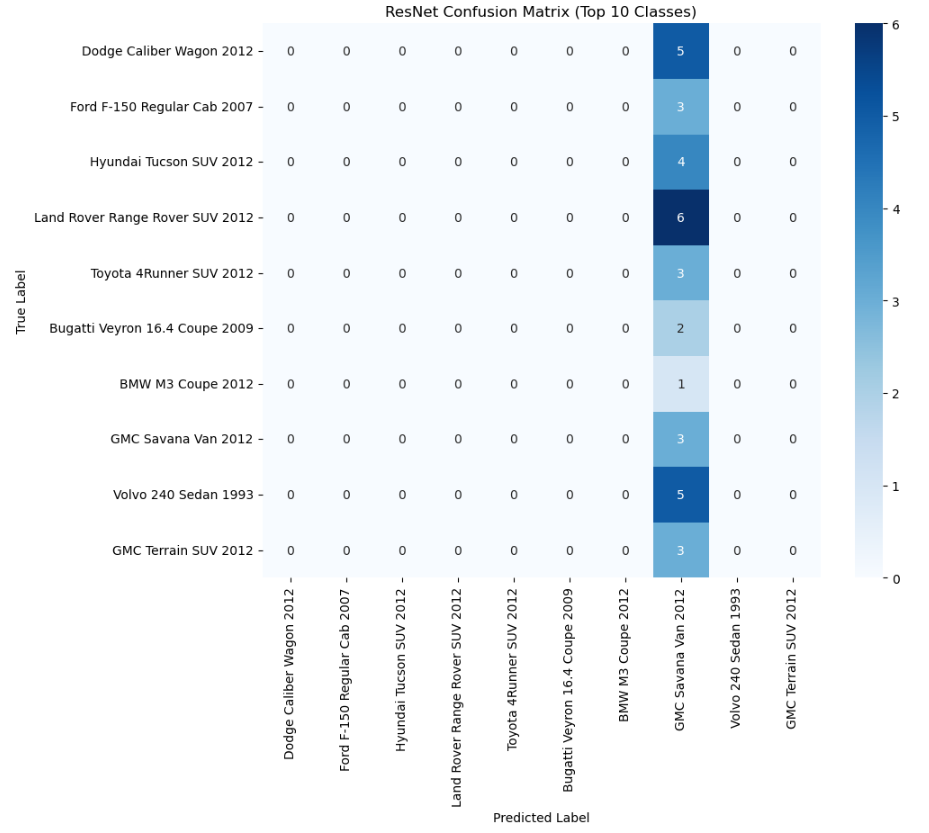 ResNet Confusion Matrix (Top 10 Classes)
True Label
Dodge Caliber Wagon 2012 0 0 0 0 0 0 0 5 0 0
Ford F-150 Regular Cab 2007 0 0 0 0 0 0 0 3 0 0
Hyundai Tucson SUV 2012 0 0 0 0 0 0 0 4 0 0
Land Rover Range Rover SUV 2012 0 0 0 0 0 0 0 6 0 0
Toyota 4Runner SUV 2012 0 0 0 0 0 0 0 3 0 0
Bugatti Veyron 16.4 Coupe 2009 0 0 0 0 0 0 0 2 0 0
BMW M3 Coupe 2012 0 0 0 0 0 0 0 1 0 0
GMC Savana Van 2012 0 0 0 0 0 0 0 3 0 0
Volvo 240 Sedan 1993 0 0 0 0 0 0 0 5 0 0
GMC Terrain SUV 2012 0 0 0 0 0 0 0 3 0 0
Dodge Caliber Wagon 2012
Ford F-150 Regular Cab 2007
Hyundai Tucson SUV 2012
Land Rover Range Rover SUV 2012
Toyota 4Runner SUV 2012
Bugatti Veyron 16.4 Coupe 2009
BMW M3 Coupe 2012
GMC Savana Van 2012
Volvo 240 Sedan 1993
GMC Terrain SUV 2012
Predicted Label
6
5
4
3
2
1
0